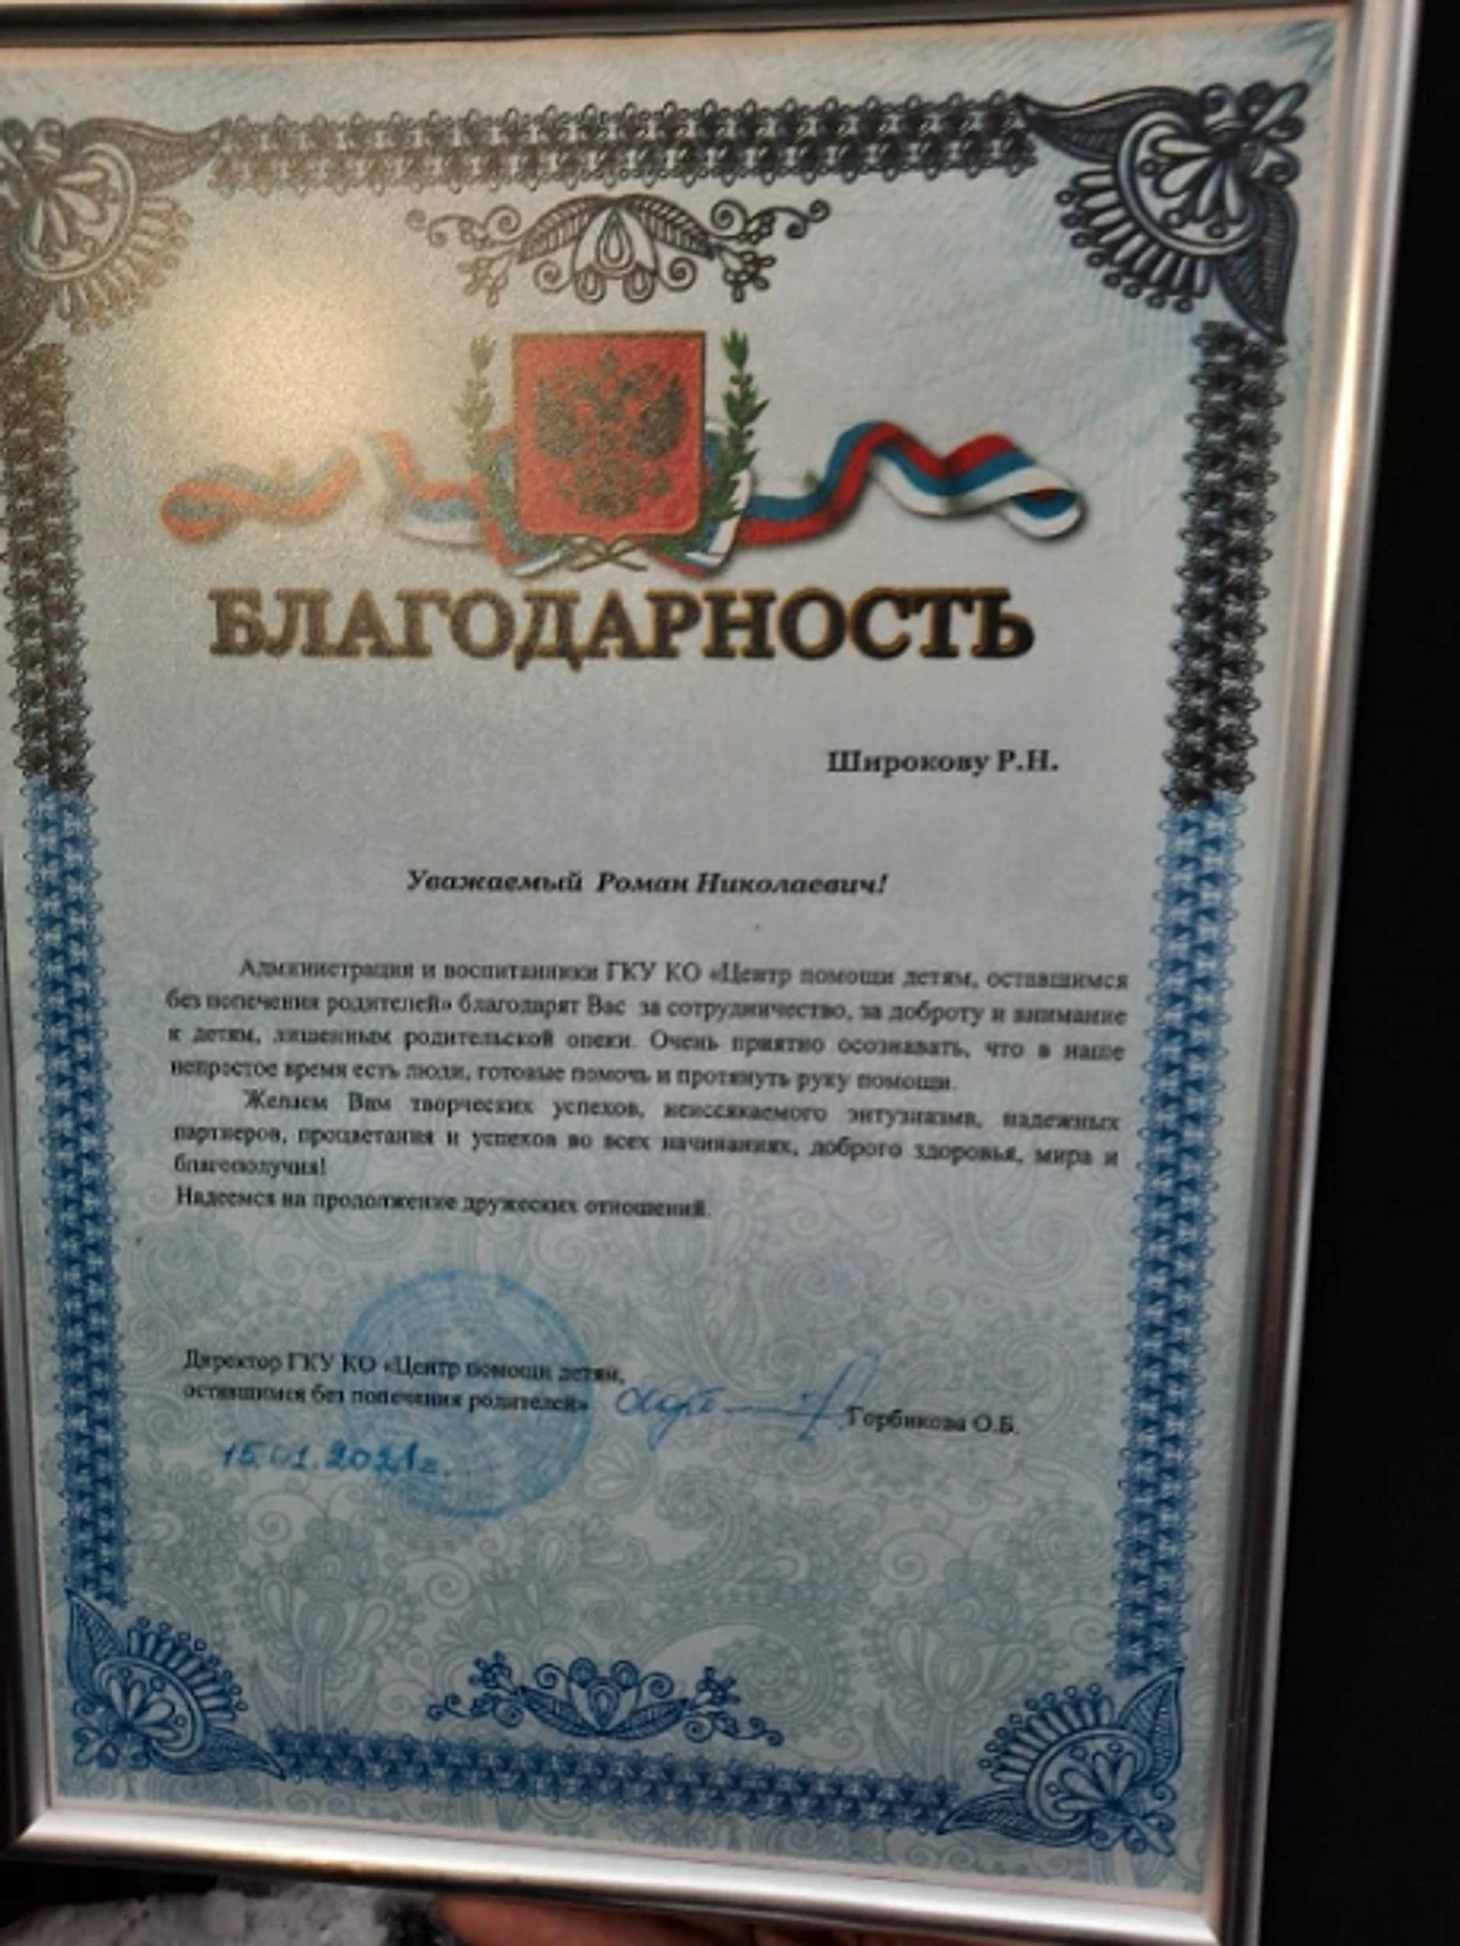 БЛАГОДАРНОСТЬ
Широкову Р.Н.
Уважаемый Роман Николаевич!
Администрация и воспитанники ГКУ КО «Центр помощи детям, оставшимся
без попечения родителей» благодарят Вас за сотрудничество, за доброту и внимание
к детям, лишенным родительской опеки. Очень приятно осознавать, что в наше
непростое время есть люди, готовые помочь и протянуть руку помощи.
Желаем Вам творческих успехов, неиссякаемого энтузиазма, надежных
партнеров, процветания и успехов во всех начинаниях, доброго здоровья, мира и
благополучия!
Надеемся на продолжение дружеских отношений.
Директор ГКУ КО «Центр помощи детям,
оставшимся без попечения родителей»
Горбикова О.Б.
15.01.2021г.